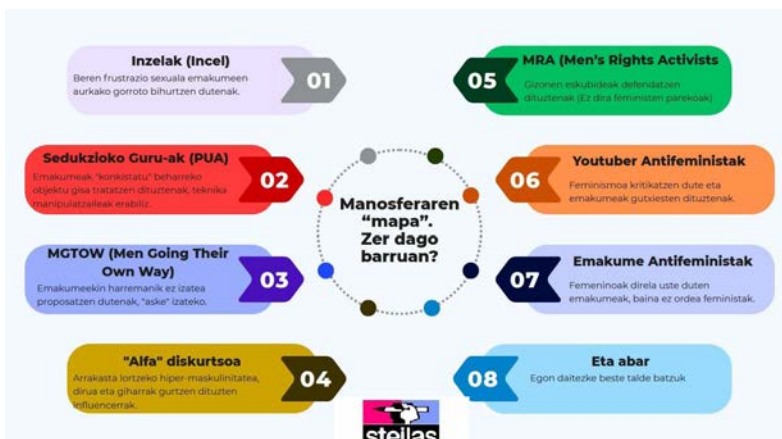 Inzelak (Incel)
Beren frustrazio sexuala emakumeen
aurkako gorroto bihurtzen dutenak.
01
Sedukzioko Guru-ak (PUA)
Emakumeak "konkistatu" beharreko
objektu gisa tratatzen dituztenak, teknika
manipulatzaileak erabiliz.
02
MGTOW (Men Going Their
Own Way)
Emakumeekin harremanik ez izatea
proposatzen dutenak, "aske" izateko.
03
"Alfa" diskurtsoa
Arrakasta lortzeko hiper-maskulinitatea,
dirua eta giharrak gurtzen dituzten
influencerrak.
04
Manosferaren
"mapa".
Zer dago
barruan?
05
MRA (Men's Rights Activists
Gizonen eskubideak defendatzen
dituztenak (Ez dira feministen parekoak)
06
Youtuber Antifeministak
Feminismoa kritikatzen dute eta
emakumeak gutxiesten dituztenak.
07
Emakume Antifeministak
Femeninoak direla uste duten
emakumeak, baina ez ordea feministak.
08
Eta abar
Egon daitezke beste talde batzuk
steilas